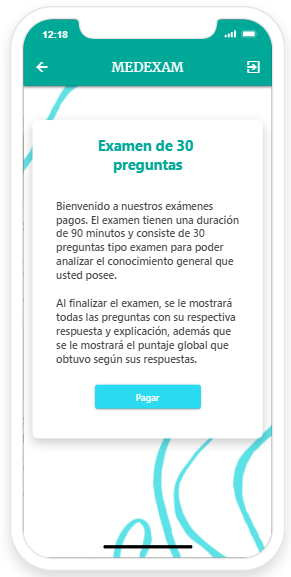 12:18
MEDEXAM
Examen de 30
preguntas
Bienvenido a nuestros exámenes
pagos. El examen tienen una duración
de 90 minutos y consiste de 30
preguntas tipo examen para poder
analizar el conocimiento general que
usted posee.
Al finalizar el examen, se le mostrará
todas las preguntas con su respectiva
respuesta y explicación, además que
se le mostrará el puntaje global que
obtuvo según sus respuestas.
Pagar